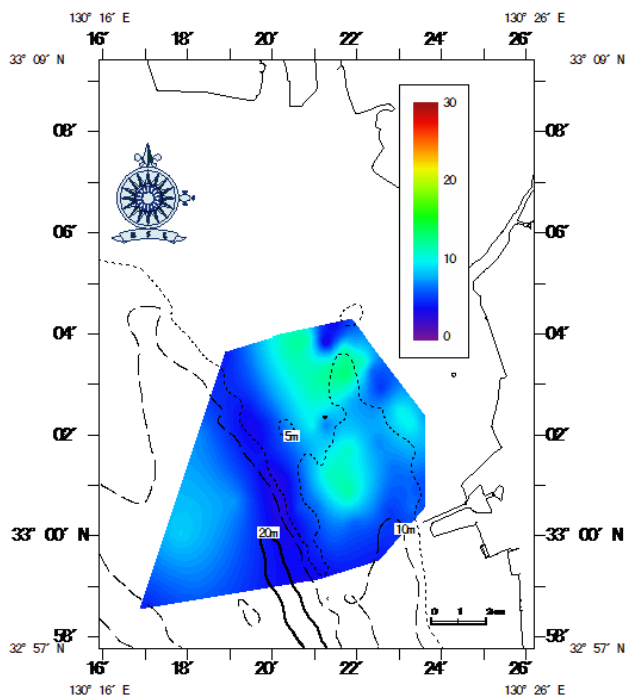 130° 16′ E 130° 26′ E
16′ 18′ 20′ 22′ 24′ 26′
33° 09′ N 33° 09′ N
08′ 08′
06′ 06′
04′ 04′
02′ 02′
33° 00′ N 33° 00′ N
58′ 58′
32° 57′ N 32° 57′ N
30
20
10
0
5m
20m
10m
0 1 2km
16′ 18′ 20′ 22′ 24′ 26′
130° 16′ E 130° 26′ E